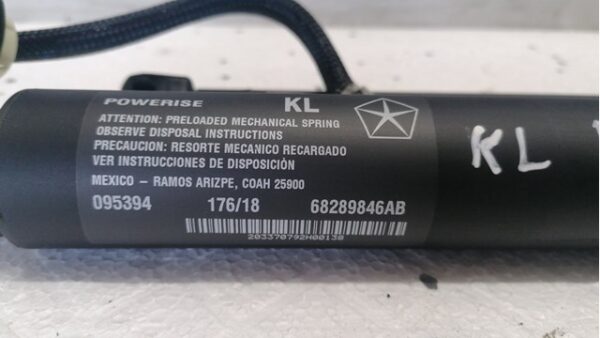 POWERISE KL
ATTENTION: PRELOADED MECHANICAL SPRING
OBSERVE DISPOSAL INSTRUCTIONS
PRECAUCION: RESORTE MECANICO RECARGADO
VER INSTRUCCIONES DE DISPOSICIÓN
MEXICO – RAMOS ARIZPE, COAH 25900
095394 176/18 68289846AB
203370792H00130
KL